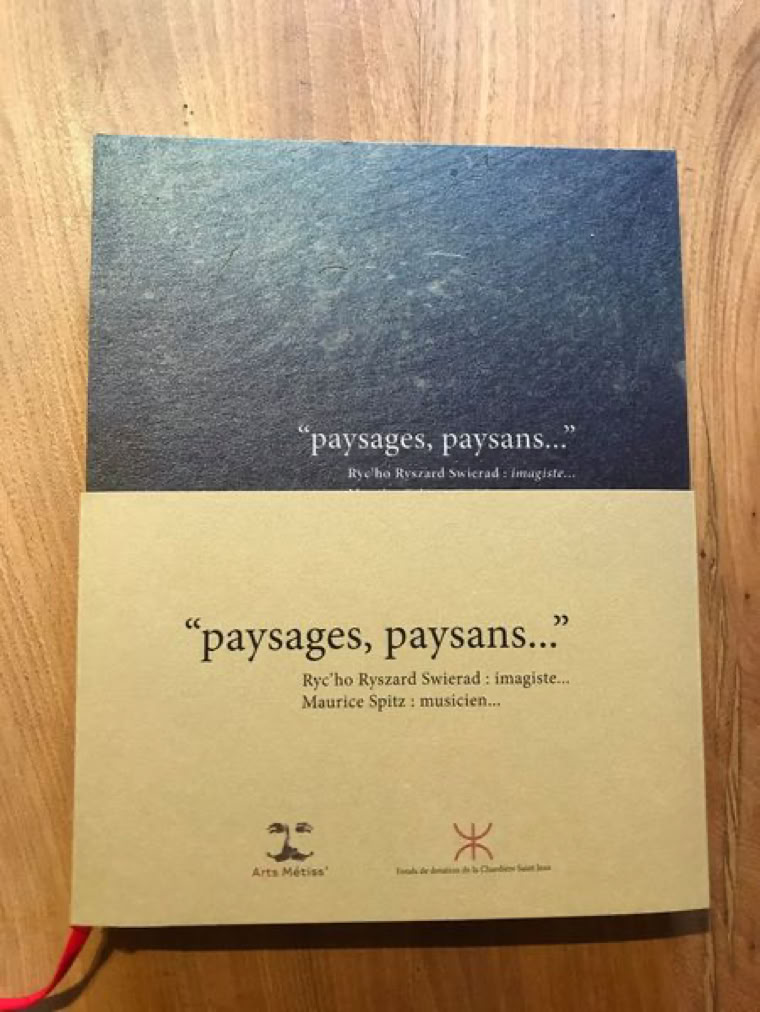 “paysages, paysans...”
Ryc'ho Ryszard Swierad : imagiste...
“paysages, paysans...”
Ryc'ho Ryszard Swierad : imagiste...
Maurice Spitz : musicien...
Arts Métiss'
Fonds de dotation de la Chardière Saint Jean